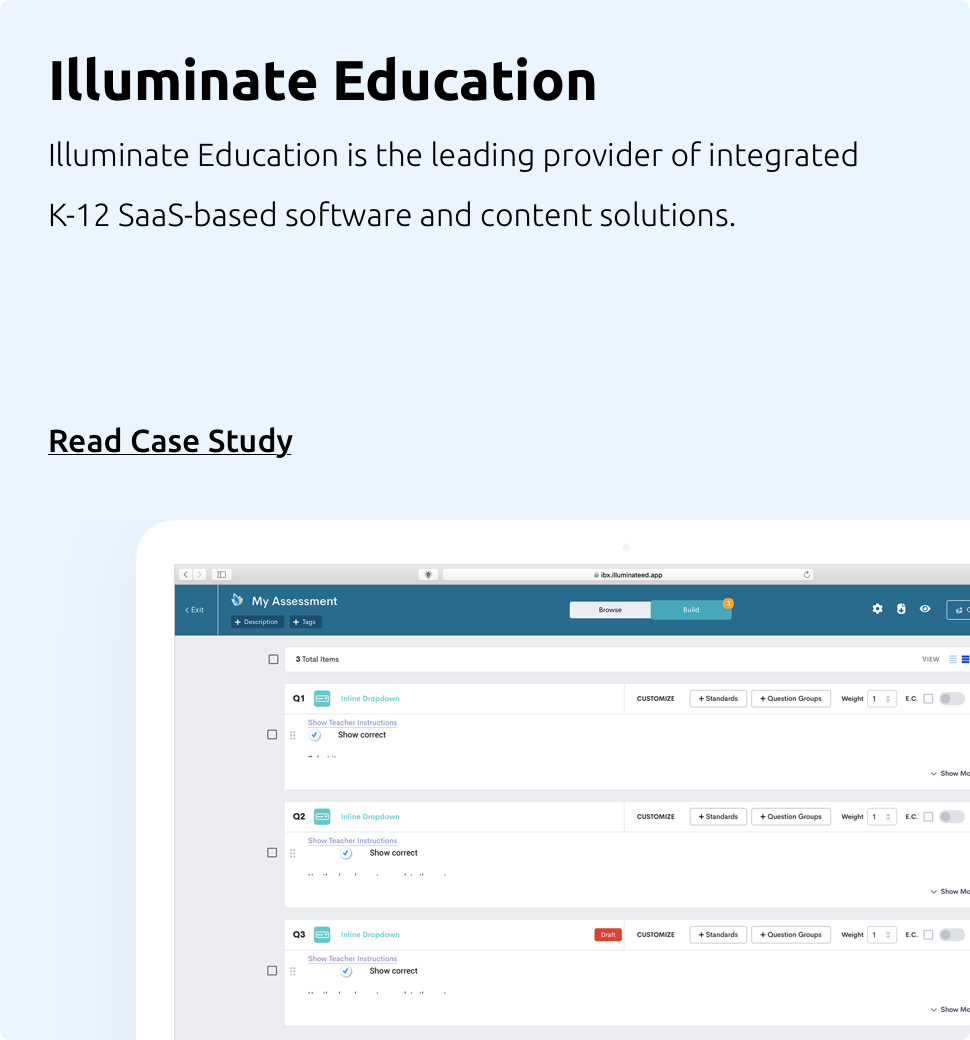 Illuminate Education
Illuminate Education is the leading provider of integrated
K-12 SaaS-based software and content solutions.
Read Case Study
ibx.illuminateed.app
Exit
My Assessment
+ Description + Tags
Browse Build 3
3 Total Items VIEW
Q1 Inline Dropdown CUSTOMIZE + Standards + Question Groups Weight 1 E.C.
Show Teacher Instructions
Show correct
Show
Q2 Inline Dropdown CUSTOMIZE + Standards + Question Groups Weight 1 E.C.
Show Teacher Instructions
Show correct
Show
Q3 Inline Dropdown Draft CUSTOMIZE + Standards + Question Groups Weight 1 E.C.
Show Teacher Instructions
Show correct
Show